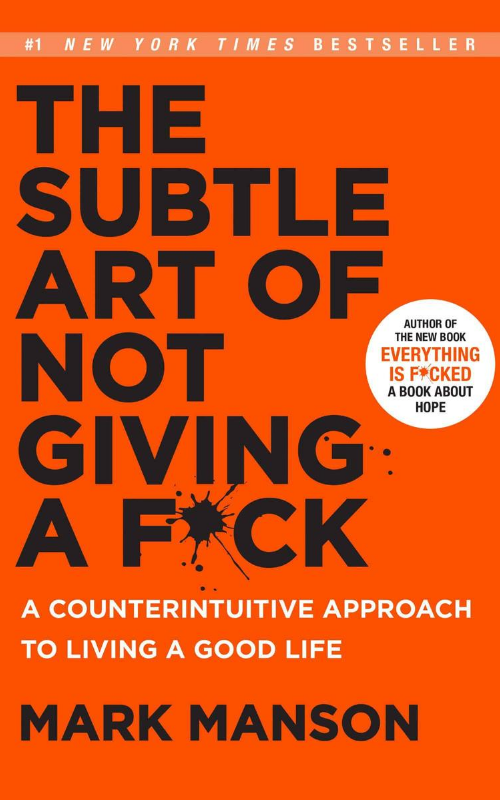 #1 NEW YORK TIMES BESTSELLER
THE
SUBTLE
ART OF
NOT
GIVING
A F*CK
AUTHOR OF
THE NEW BOOK
EVERYTHING
IS F*CKED
A BOOK ABOUT
HOPE
A COUNTERINTUITIVE APPROACH
TO LIVING A GOOD LIFE
MARK MANSON